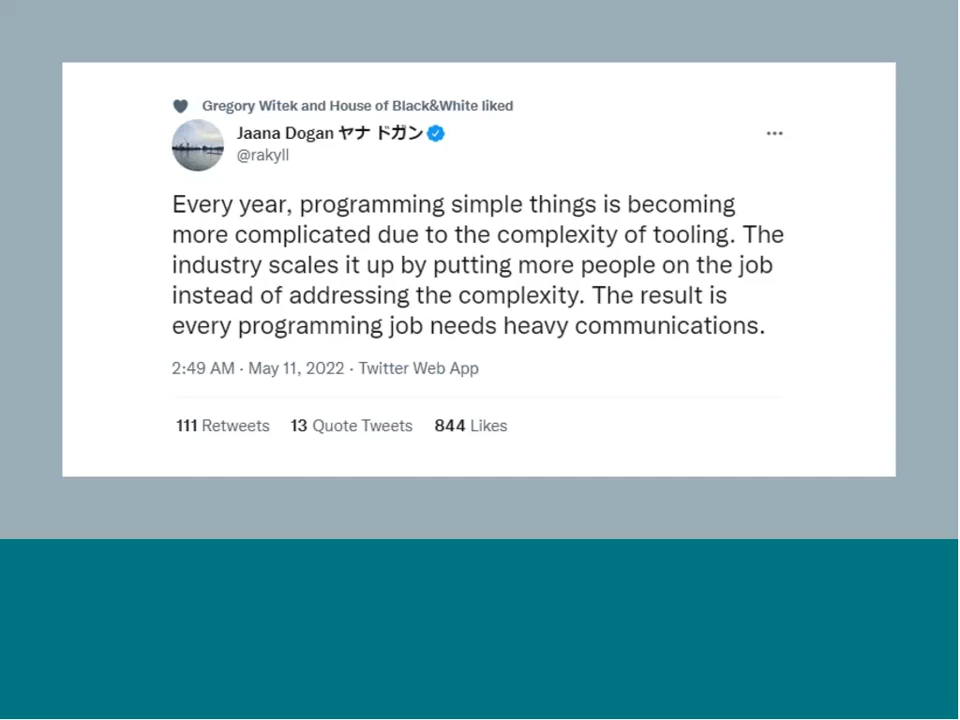 Gregory Witek and House of Black&White liked
Jaana Dogan ヤナ ドガン
@rakyll
Every year, programming simple things is becoming
more complicated due to the complexity of tooling. The
industry scales it up by putting more people on the job
instead of addressing the complexity. The result is
every programming job needs heavy communications.
2:49 AM · May 11, 2022 · Twitter Web App
111 Retweets 13 Quote Tweets 844 Likes